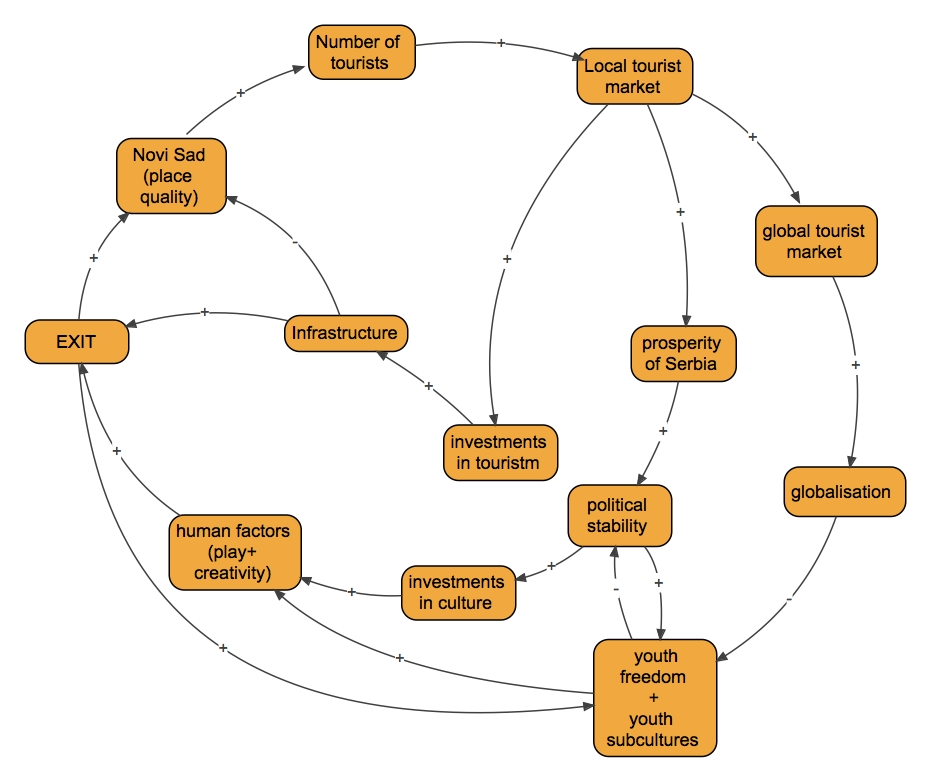 Number of
tourists
+
Local tourist
market
+
Novi Sad
(place
quality)
+
+
global tourist
market
+
-
+
+
EXIT
+
Infrastructure
prosperity
of Serbia
+
+
+
investments
in touristm
+
globalisation
political
stability
human factors
(play+
creativity)
+
investments
in culture
+
-
+
-
+
+
youth
freedom
+
youth
subcultures